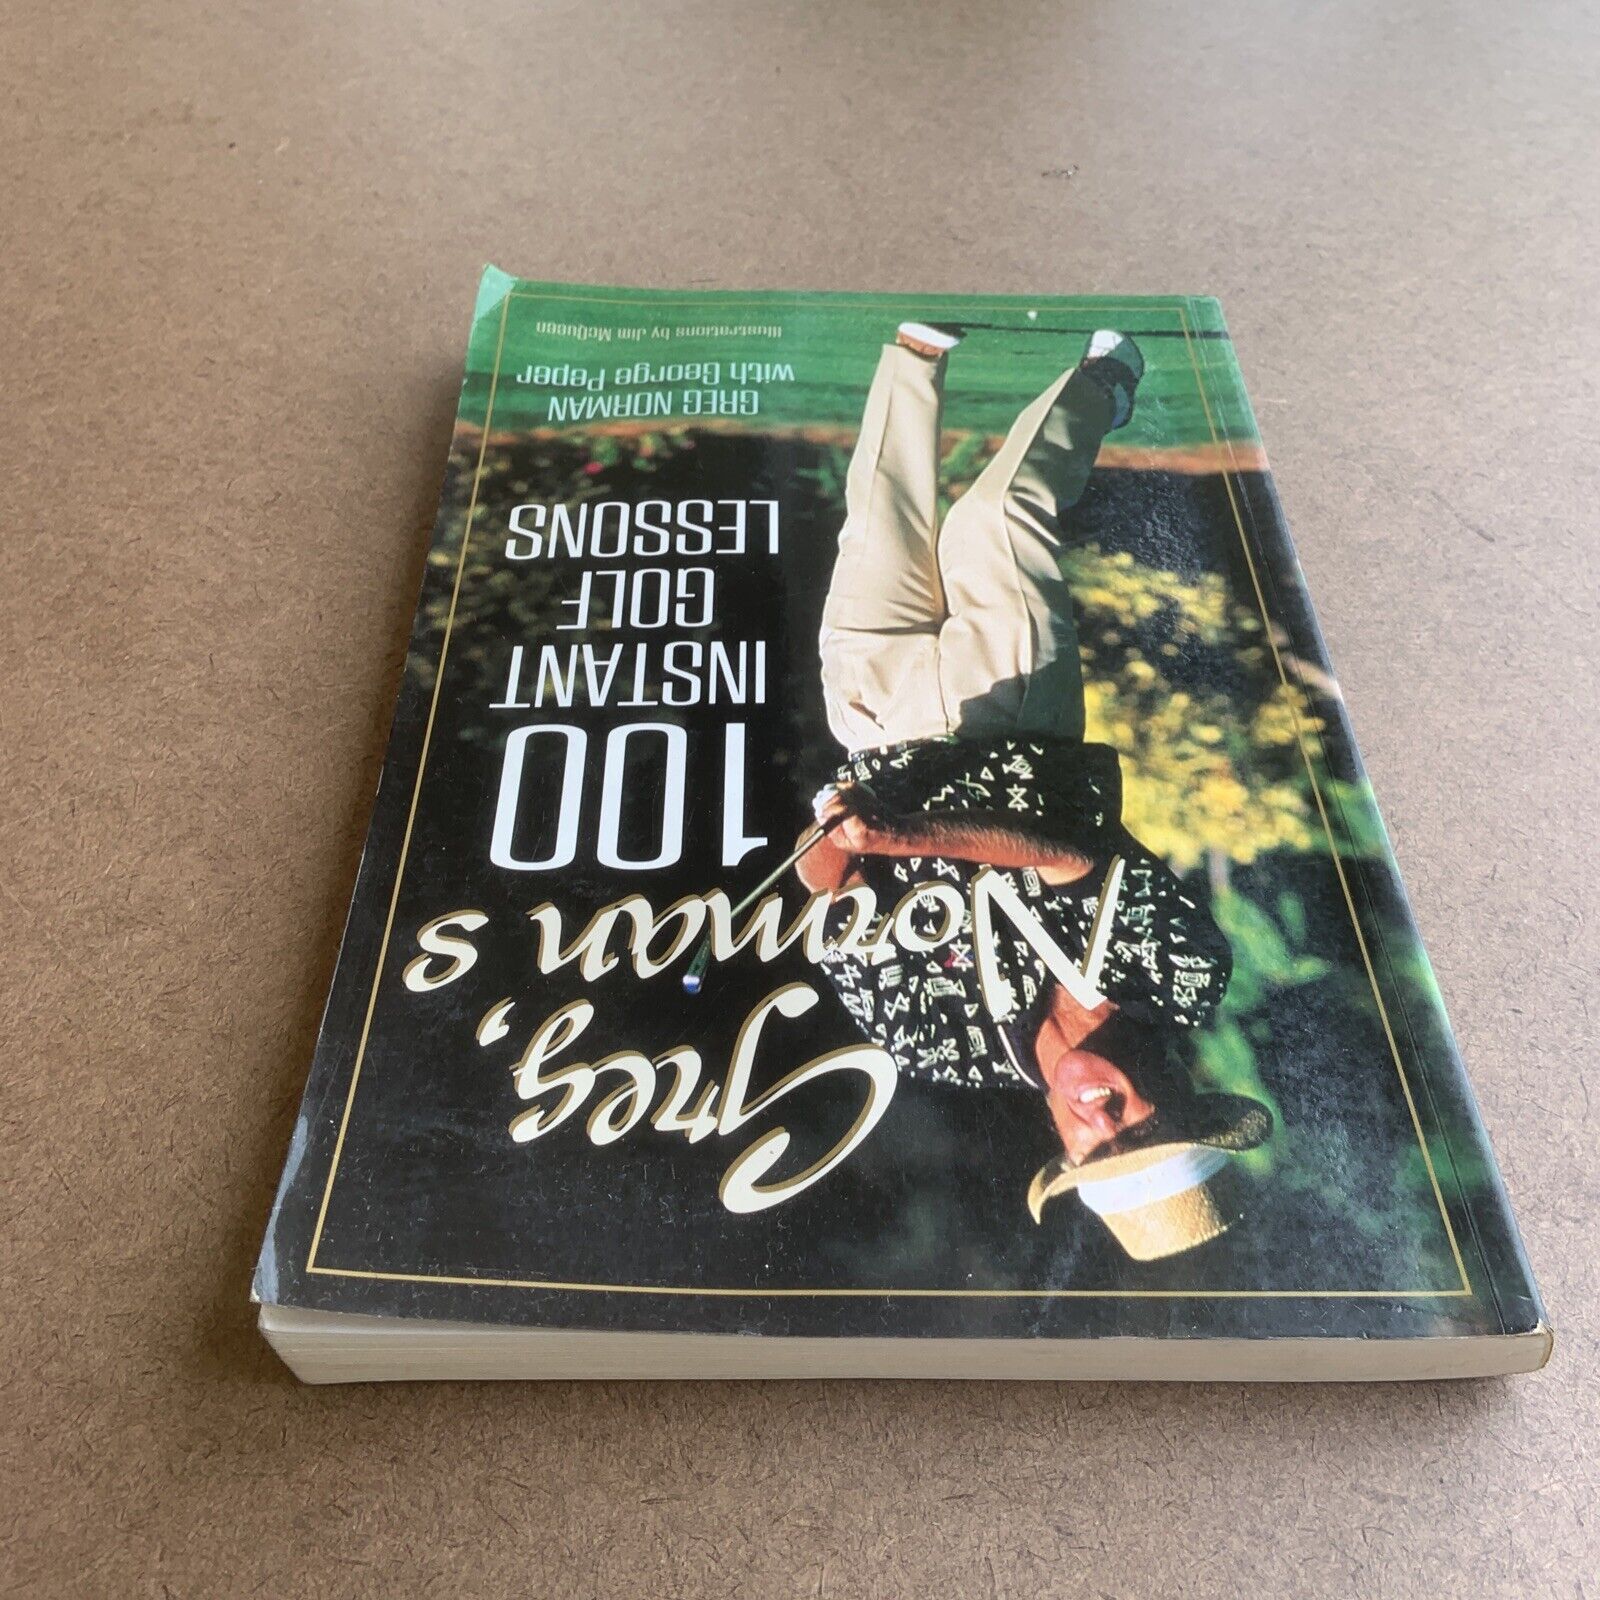 Greg
Norman's
100
INSTANT
GOLF
LESSONS
GREG NORMAN
with George Peper
Illustrations by Jim McQueen